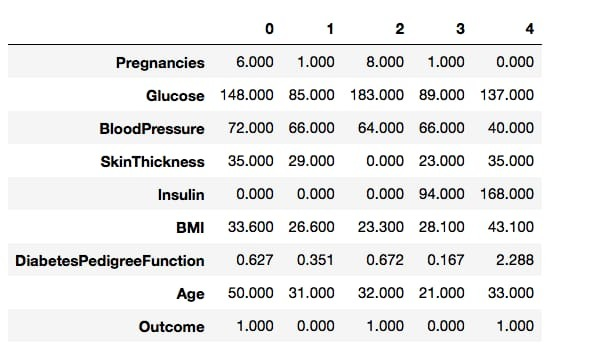 0 1 2 3 4
Pregnancies 6.000 1.000 8.000 1.000 0.000
Glucose 148.000 85.000 183.000 89.000 137.000
BloodPressure 72.000 66.000 64.000 66.000 40.000
SkinThickness 35.000 29.000 0.000 23.000 35.000
Insulin 0.000 0.000 0.000 94.000 168.000
BMI 33.600 26.600 23.300 28.100 43.100
DiabetesPedigreeFunction 0.627 0.351 0.672 0.167 2.288
Age 50.000 31.000 32.000 21.000 33.000
Outcome 1.000 0.000 1.000 0.000 1.000